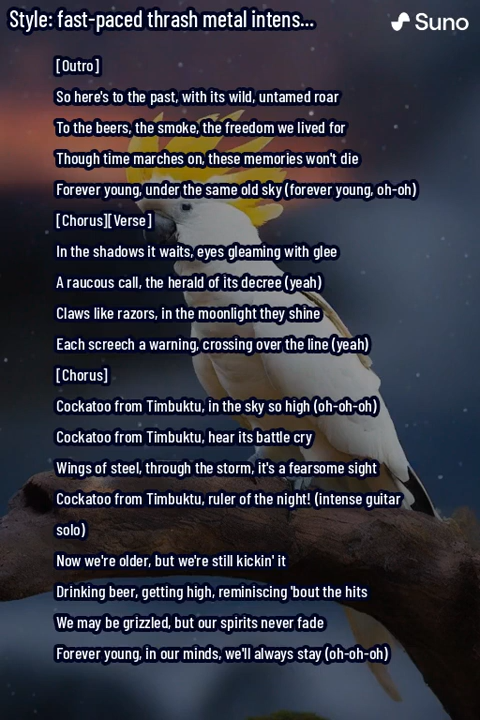 Style: fast-paced thrash metal intens...
Suno
[Outro]
So here's to the past, with its wild, untamed roar
To the beers, the smoke, the freedom we lived for
Though time marches on, these memories won't die
Forever young, under the same old sky (forever young, oh-oh)
[Chorus][Verse]
In the shadows it waits, eyes gleaming with glee
A raucous call, the herald of its decree (yeah)
Claws like razors, in the moonlight they shine
Each screech a warning, crossing over the line (yeah)
[Chorus]
Cockatoo from Timbuktu, in the sky so high (oh-oh-oh)
Cockatoo from Timbuktu, hear its battle cry
Wings of steel, through the storm, it's a fearsome sight
Cockatoo from Timbuktu, ruler of the night! (intense guitar
solo)
Now we're older, but we're still kickin' it
Drinking beer, getting high, reminiscing 'bout the hits
We may be grizzled, but our spirits never fade
Forever young, in our minds, we'll always stay (oh-oh-oh)